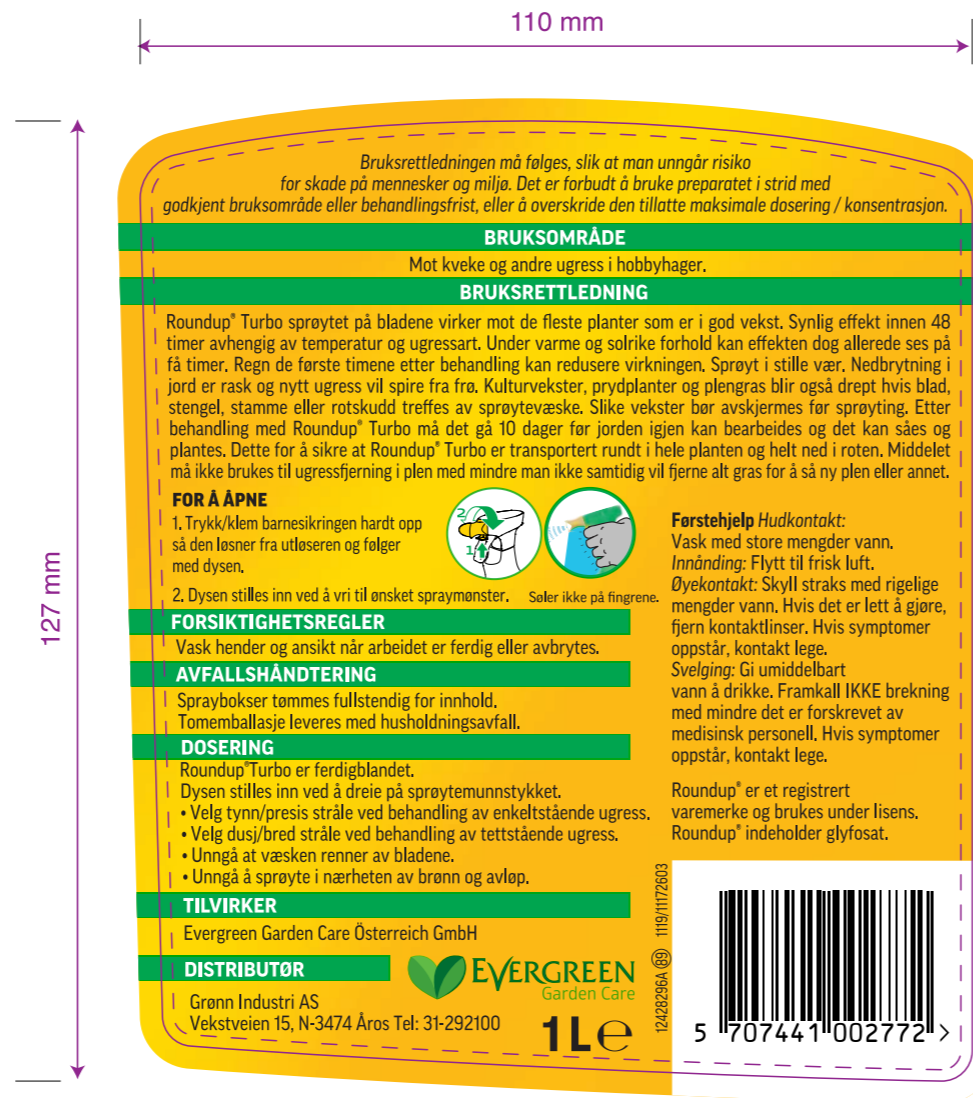 110 mm
127 mm
Bruksrettledningen må følges, slik at man unngår risiko
for skade på mennesker og miljø. Det er forbudt å bruke preparatet i strid med
godkjent bruksområde eller behandlingsfrist, eller å overskride den tillatte maksimale dosering / konsentrasjon.
BRUKSOMRÅDE
Mot kveke og andre ugress i hobbyhager.
BRUKSRETTLEDNING
Roundup® Turbo sprøytet på bladene virker mot de fleste planter som er i god vekst. Synlig effekt innen 48
timer avhengig av temperatur og ugressart. Under varme og solrike forhold kan effekten dog allerede ses på
få timer. Regn de første timene etter behandling kan redusere virkningen. Sprøyt i stille vær. Nedbrytning i
jord er rask og nytt ugress vil spire fra frø. Kulturvekster, prydplanter og plengras blir også drept hvis blad,
stengel, stamme eller rotskudd treffes av sprøytevæske. Slike vekster bør avskjermes før sprøyting. Etter
behandling med Roundup® Turbo må det gå 10 dager før jorden igjen kan bearbeides og det kan såes og
plantes. Dette for å sikre at Roundup® Turbo er transportert rundt i hele planten og helt ned i roten. Middelet
må ikke brukes til ugressfjerning i plen med mindre man ikke samtidig vil fjerne alt gras for å så ny plen eller annet.
FOR Å ÅPNE
1. Trykk/klem barnesikringen hardt opp
så den løsner fra utløseren og følger
med dysen.
2. Dysen stilles inn ved å vri til ønsket spraymønster.
2
1
Søler ikke på fingrene.
FORSIKTIGHETSREGLER
Vask hender og ansikt når arbeidet er ferdig eller avbrytes.
AVFALLSHÅNDTERING
Spraybokser tømmes fullstendig for innhold.
Tomemballasje leveres med husholdningsavfall.
DOSERING
Roundup®Turbo er ferdigblandet.
Dysen stilles inn ved å dreie på sprøytemunnstykket.
• Velg tynn/presis stråle ved behandling av enkeltstående ugress.
• Velg dusj/bred stråle ved behandling av tettstående ugress.
• Unngå at væsken renner av bladene.
• Unngå å sprøyte i nærheten av brønn og avløp.
TILVIRKER
Evergreen Garden Care Österreich GmbH
DISTRIBUTØR
Grønn Industri AS
Vekstveien 15, N-3474 Åros Tel: 31-292100
EVERGREEN
Garden Care
1L℮
Førstehjelp Hudkontakt:
Vask med store mengder vann.
Innånding: Flytt til frisk luft.
Øyekontakt: Skyll straks med rigelige
mengder vann. Hvis det er lett å gjøre,
fjern kontaktlinser. Hvis symptomer
oppstår, kontakt lege.
Svelging: Gi umiddelbart
vann å drikke. Framkall IKKE brekning
med mindre det er forskrevet av
medisinsk personell. Hvis symptomer
oppstår, kontakt lege.
Roundup® er et registrert
varemerke og brukes under lisens.
Roundup® indeholder glyfosat.
12428296A (89) 1119/11172603
5 707441 002772 >